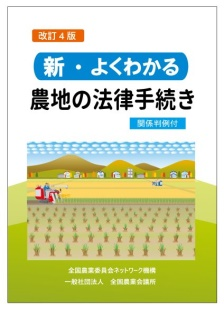 改訂4版
新・よくわかる
農地の法律手続き
関係判例付
全国農業委員会ネットワーク機構
一般社団法人　全国農業会議所